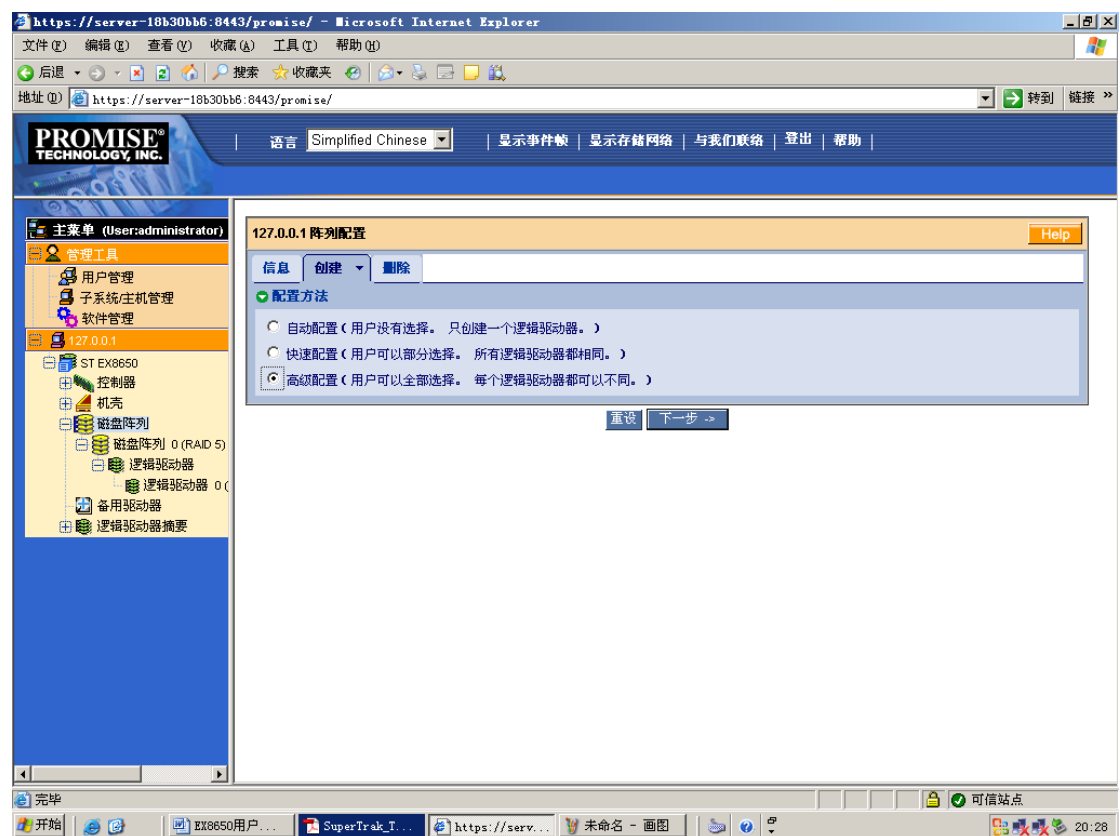 https://server-18b30bb6:8443/promise/ - Microsoft Internet Explorer
文件(F) 编辑(E) 查看(V) 收藏(A) 工具(T) 帮助(H)
后退 搜索 收藏夹
地址(D) https://server-18b30bb6:8443/promise/ 转到 链接 »
PROMISE®
TECHNOLOGY, INC.
| 语言 Simplified Chinese | 显示事件帧 | 显示存储网络 | 与我们联络 | 登出 | 帮助 |
主菜单 (User:administrator)
管理工具
用户管理
子系统/主机管理
软件管理
127.0.0.1
ST EX8650
控制器
机壳
磁盘阵列
磁盘阵列 0 (RAID 5)
逻辑驱动器
逻辑驱动器 0 (
备用驱动器
逻辑驱动器摘要
127.0.0.1 阵列配置 Help
信息 创建 删除
配置方法
自动配置(用户没有选择。 只创建一个逻辑驱动器。)
快速配置(用户可以部分选择。 所有逻辑驱动器都相同。)
高级配置(用户可以全部选择。 每个逻辑驱动器都可以不同。)
重设 下一步 ->
完毕 可信站点
开始 EX8650用户... SuperTrak_T... https://serv... 未命名 - 画图 20:28